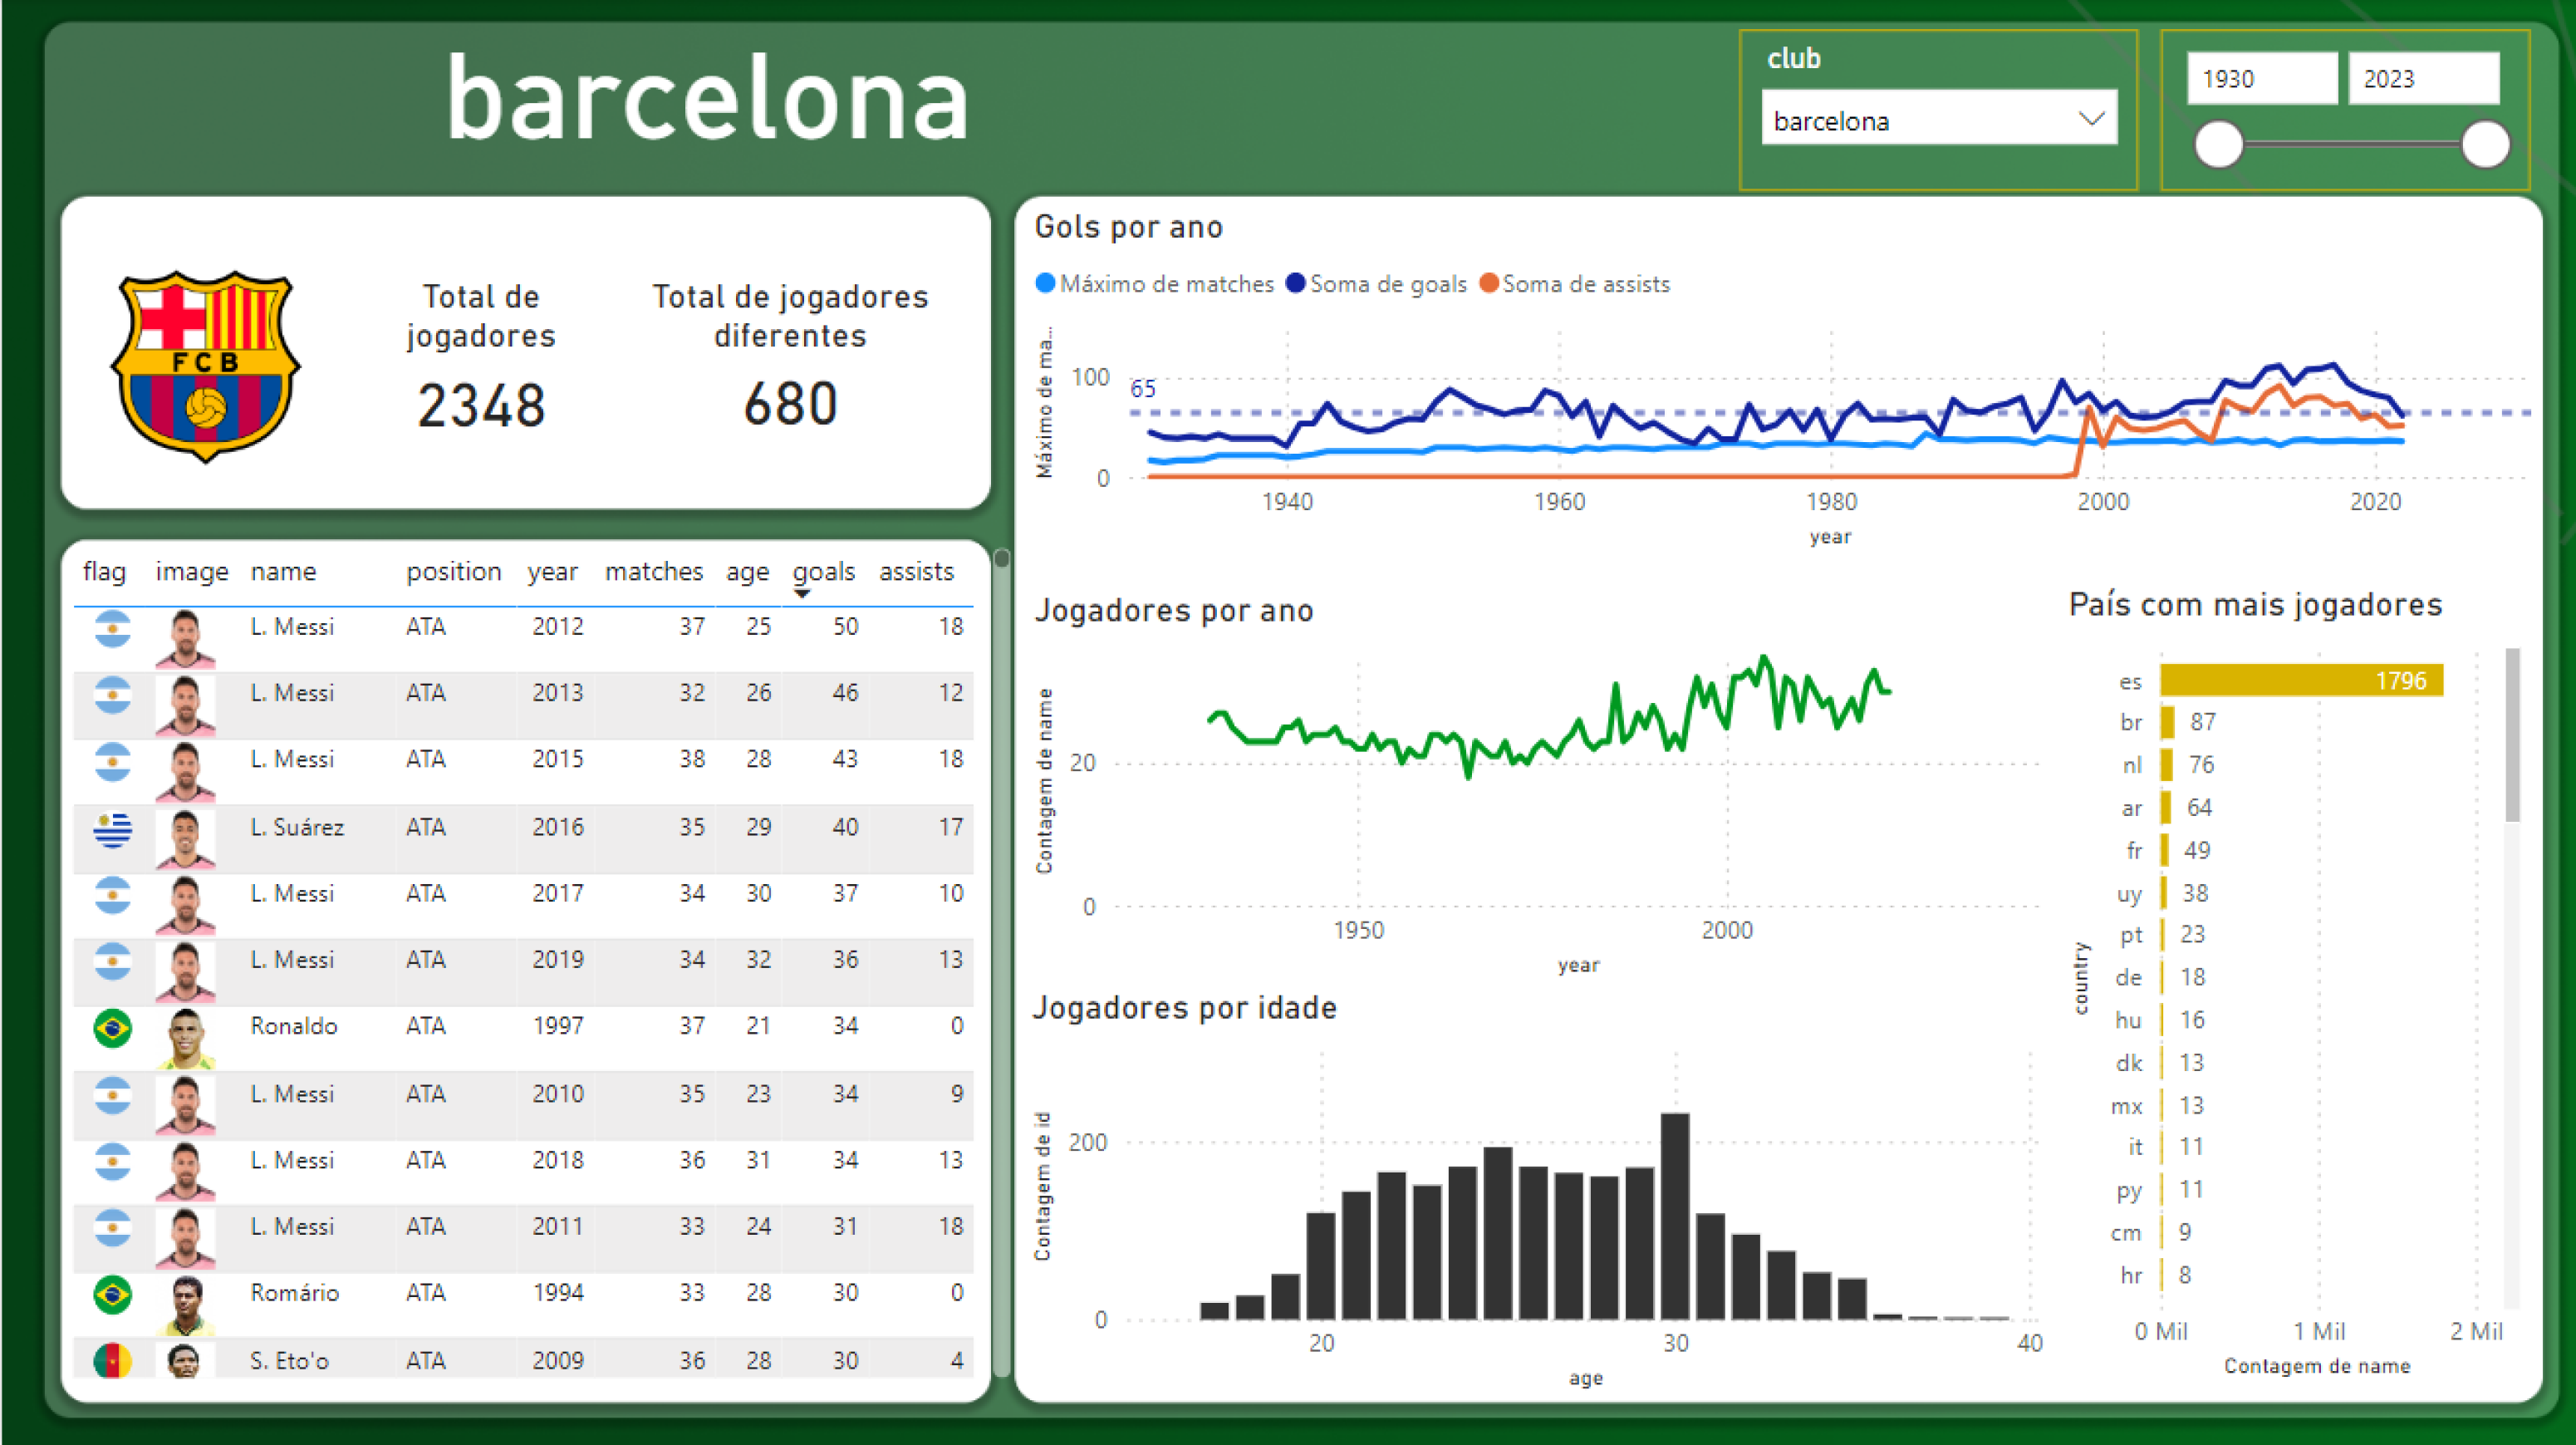 barcelona
club
barcelona
1930 2023
FCB
Total de
jogadores
2348
Total de jogadores
diferentes
680
flag image name position year matches age goals assists
L. Messi ATA 2012 37 25 50 18
L. Messi ATA 2013 32 26 46 12
L. Messi ATA 2015 38 28 43 18
L. Suárez ATA 2016 35 29 40 17
L. Messi ATA 2017 34 30 37 10
L. Messi ATA 2019 34 32 36 13
Ronaldo ATA 1997 37 21 34 0
L. Messi ATA 2010 35 23 34 9
L. Messi ATA 2018 36 31 34 13
L. Messi ATA 2011 33 24 31 18
Romário ATA 1994 33 28 30 0
S. Eto'o ATA 2009 36 28 30 4
Gols por ano
Máximo de matches Soma de goals Soma de assists
Máximo de ma...
100
65
0
1940 1960 1980 2000 2020
year
Jogadores por ano
Contagem de name
20
0
1950 2000
year
Jogadores por idade
Contagem de id
200
0
20 30 40
age
País com mais jogadores
country
es 1796
br 87
nl 76
ar 64
fr 49
uy 38
pt 23
de 18
hu 16
dk 13
mx 13
it 11
py 11
cm 9
hr 8
0 Mil 1 Mil 2 Mil
Contagem de name